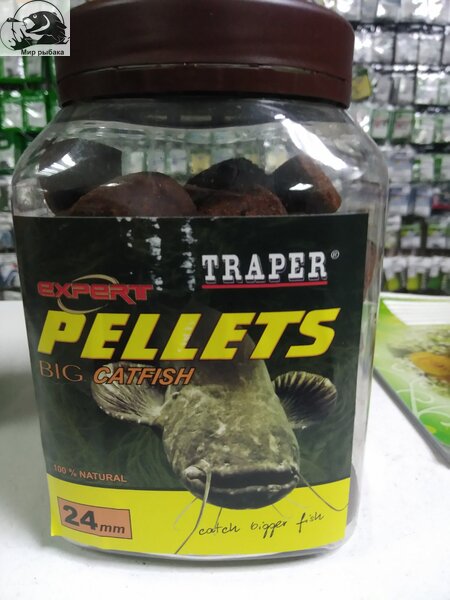 Мир рыбака
TRAPER®
EXPERT
PELLETS
BIG CATFISH
100 % NATURAL
24mm
catch bigger fish